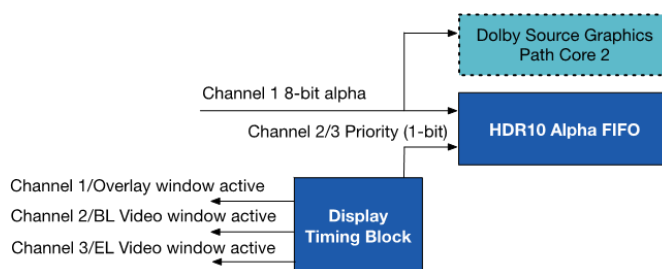 Dolby Source Graphics
Path Core 2
Channel 1 8-bit alpha
HDR10 Alpha FIFO
Channel 2/3 Priority (1-bit)
Channel 1/Overlay window active
Channel 2/BL Video window active
Channel 3/EL Video window active
Display
Timing Block